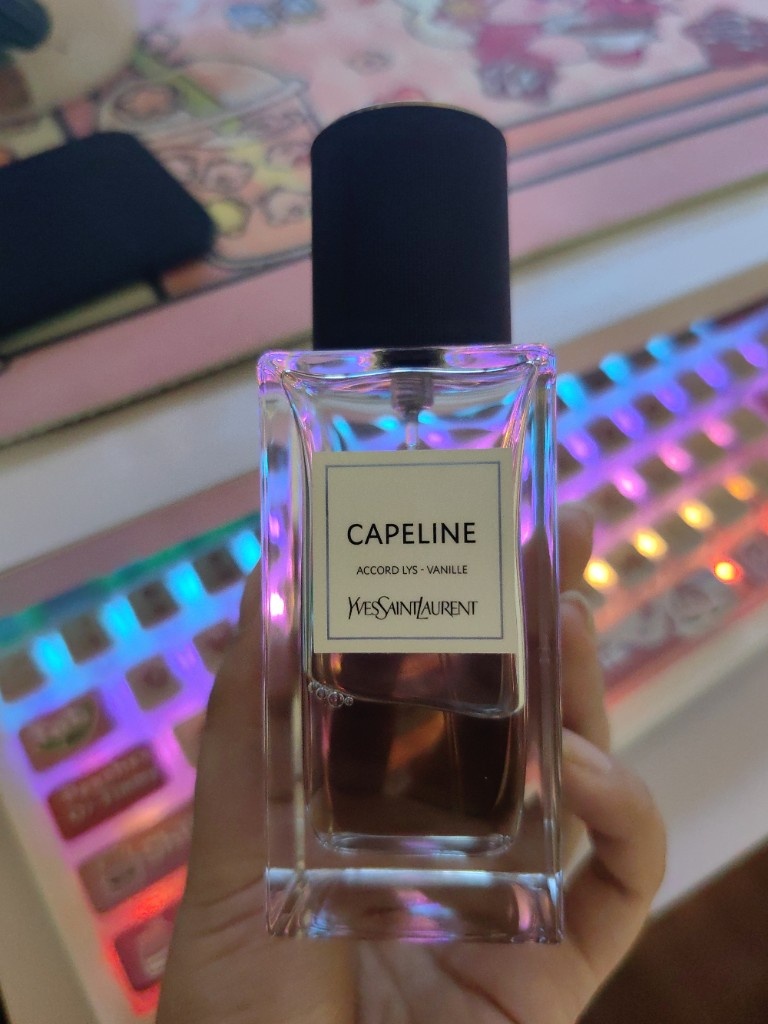 CAPELINE
ACCORD LYS - VANILLE
YVESSAINTLAURENT